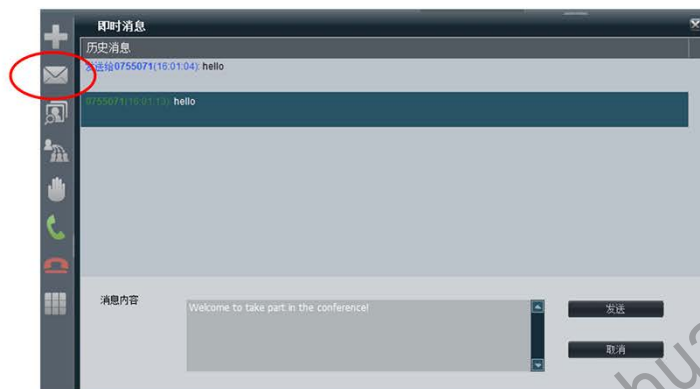 即时消息
历史消息
发送给0755071(16:01:04): hello
0755071(16:01:13): hello
消息内容
Welcome to take part in the conference!
发送
取消
hua